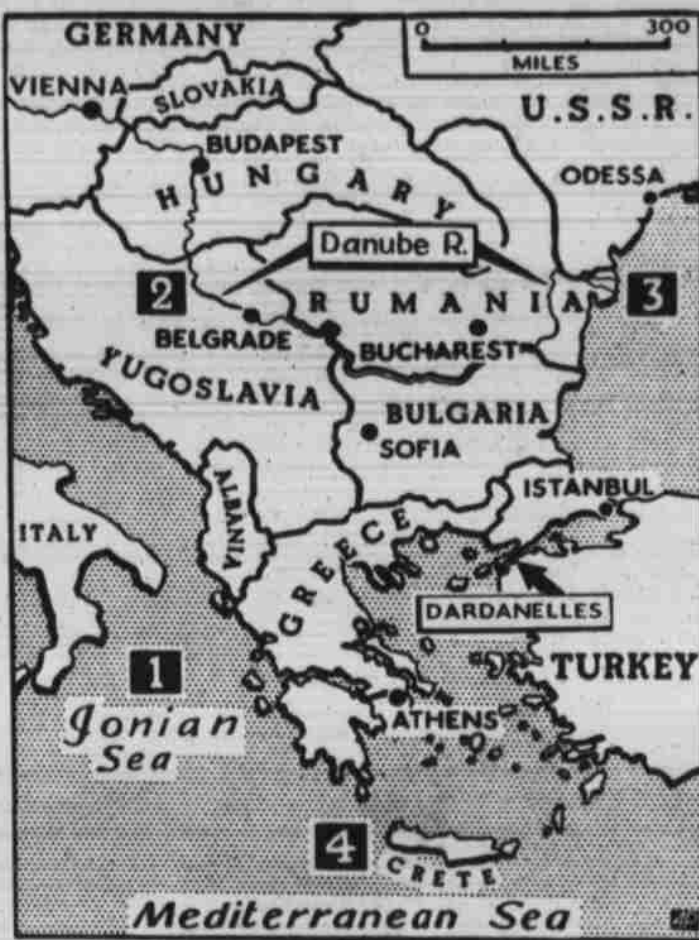 GERMANY
0 300
MILES
VIENNA
SLOVAKIA
U.S.S.R.
BUDAPEST
HUNGARY
ODESSA
Danube R.
2
RUMANIA
3
BELGRADE
BUCHAREST
YUGOSLAVIA
BULGARIA
SOFIA
ALBANIA
ISTANBUL
ITALY
GREECE
DARDANELLES
1
TURKEY
Ionian
Sea
ATHENS
4
CRETE
Mediterranean Sea